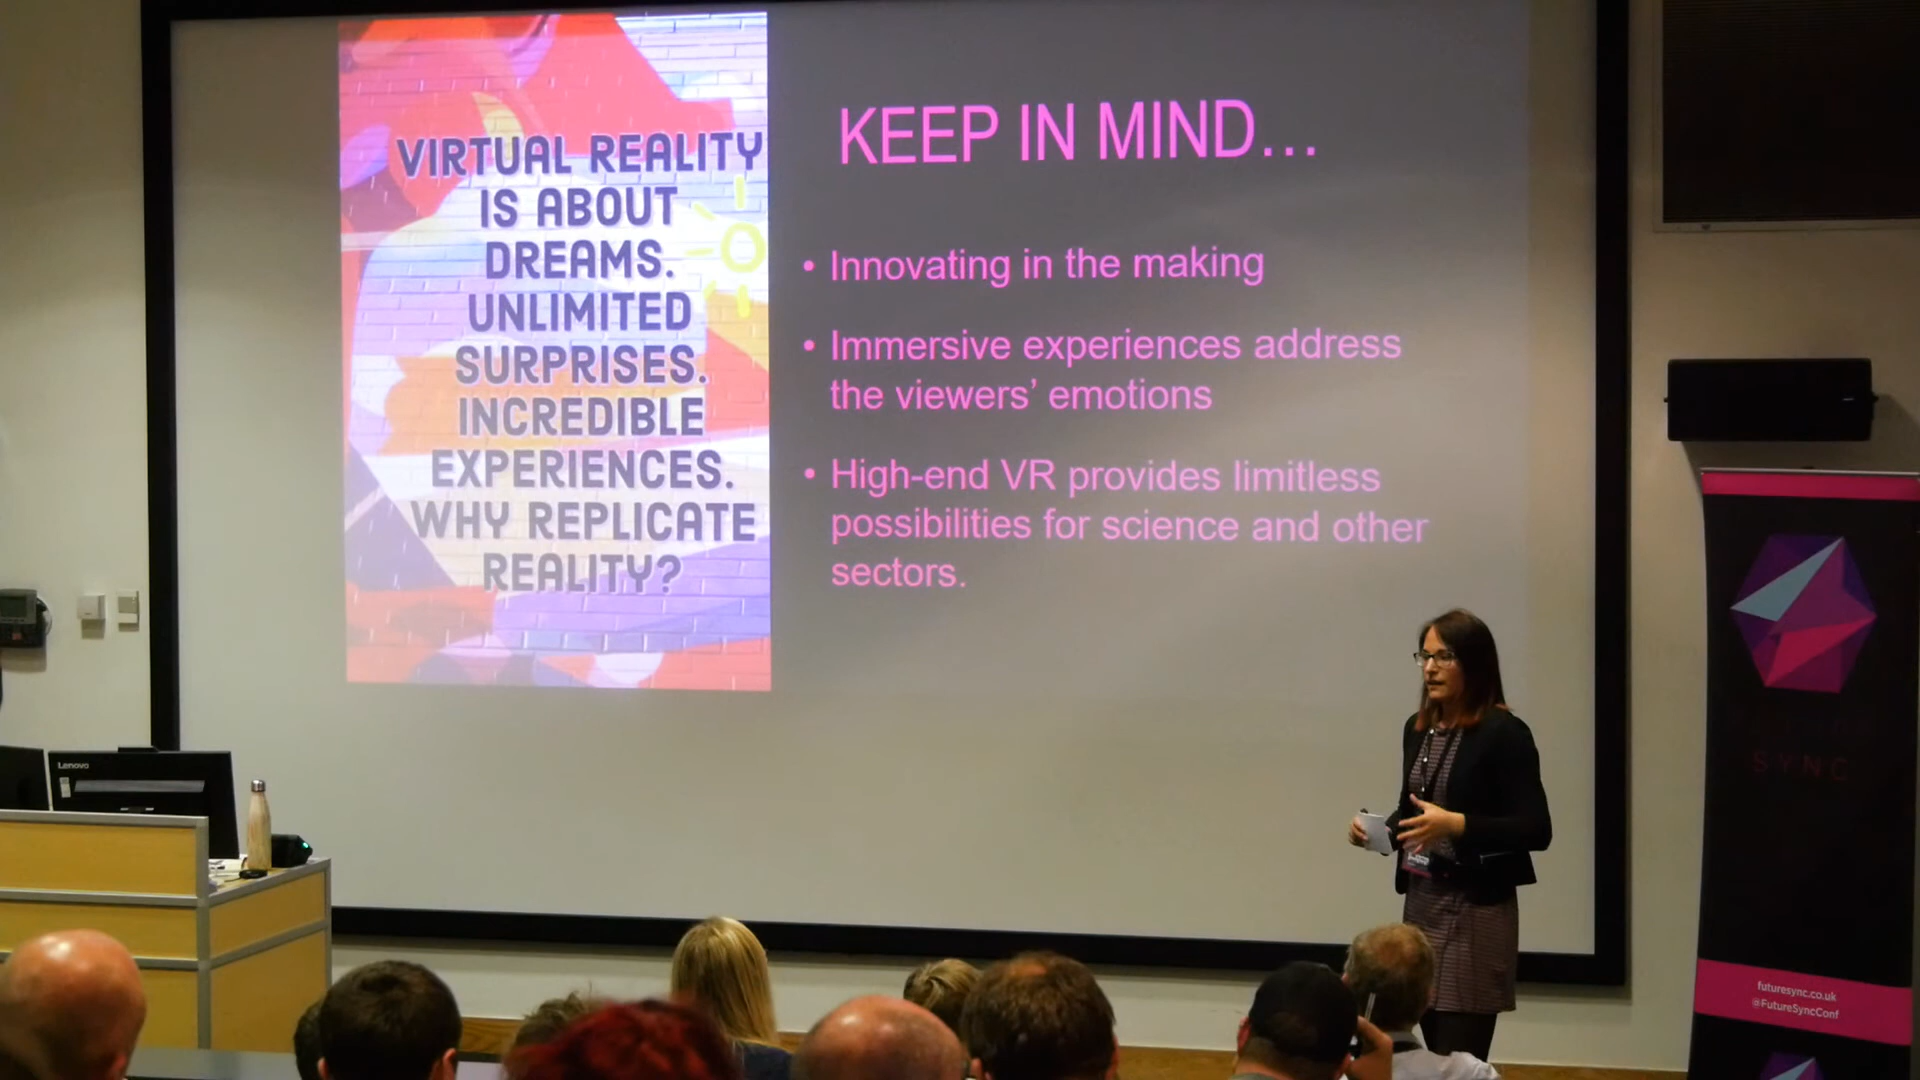 VIRTUAL REALITY
IS ABOUT
DREAMS.
UNLIMITED
SURPRISES.
INCREDIBLE
EXPERIENCES.
WHY REPLICATE
REALITY?
KEEP IN MIND...
• Innovating in the making
• Immersive experiences address
the viewers’ emotions
• High-end VR provides limitless
possibilities for science and other
sectors.
Lenovo
SYNC
futuresync.co.uk
@FutureSyncConf